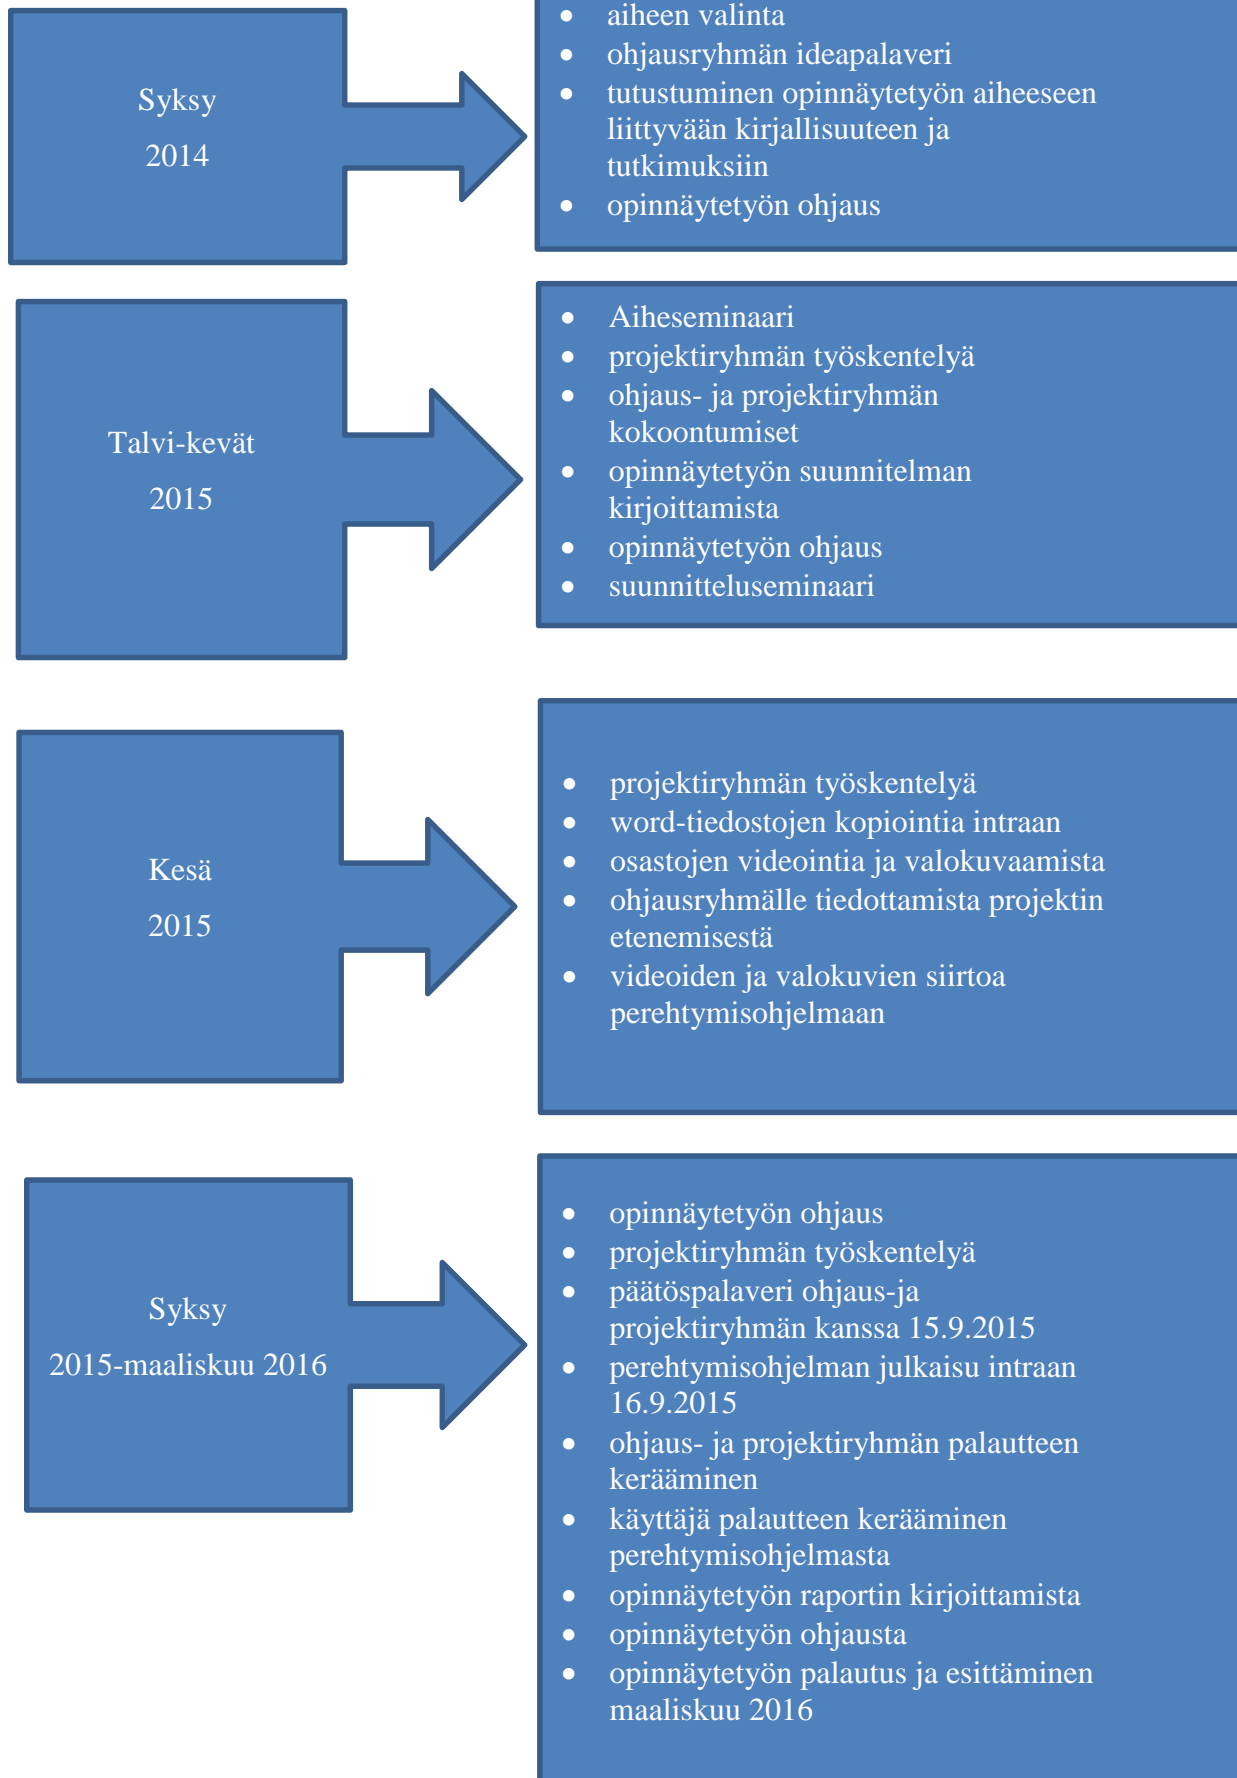 Syksy
2014
• aiheen valinta
• ohjausryhmän ideapalaveri
• tutustuminen opinnäytetyön aiheeseen
liittyvään kirjallisuuteen ja
tutkimuksiin
• opinnäytetyön ohjaus
Talvi-kevät
2015
• Aiheseminaari
• projektiryhmän työskentelyä
• ohjaus- ja projektiryhmän
kokoontumiset
• opinnäytetyön suunnitelman
kirjoittamista
• opinnäytetyön ohjaus
• suunnitteluseminaari
Kesä
2015
• projektiryhmän työskentelyä
• word-tiedostojen kopiointia intraan
• osastojen videointia ja valokuvaamista
• ohjausryhmälle tiedottamista projektin
etenemisestä
• videoiden ja valokuvien siirtoa
perehtymisohjelmaan
Syksy
2015-maaliskuu 2016
• opinnäytetyön ohjaus
• projektiryhmän työskentelyä
• päätöspalaveri ohjaus-ja
projektiryhmän kanssa 15.9.2015
• perehtymisohjelman julkaisu intraan
16.9.2015
• ohjaus- ja projektiryhmän palautteen
kerääminen
• käyttäjä palautteen kerääminen
perehtymisohjelmasta
• opinnäytetyön raportin kirjoittamista
• opinnäytetyön ohjausta
• opinnäytetyön palautus ja esittäminen
maaliskuu 2016